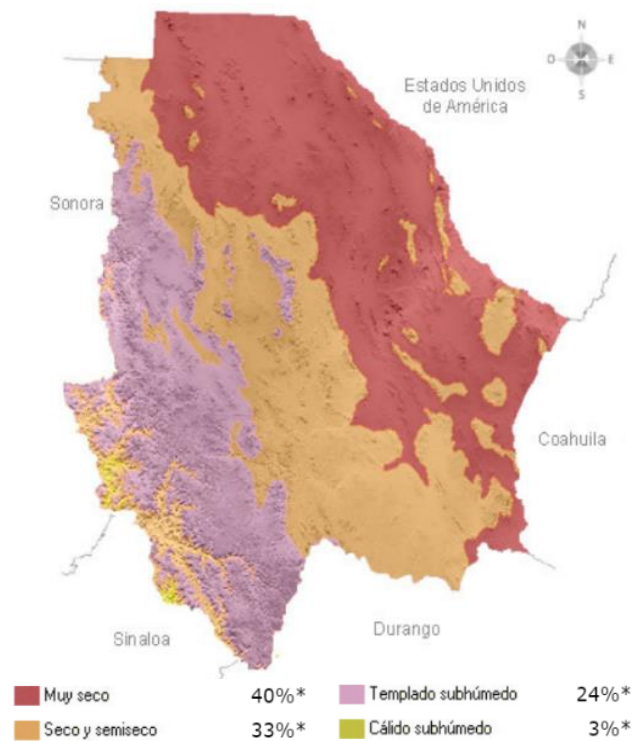 N
O E
S
Estados Unidos
de América
Sonora
Coahuila
Durango
Sinaloa
Muy seco 40%*
Templado subhúmedo 24%*
Seco y semiseco 33%*
Cálido subhúmedo 3%*